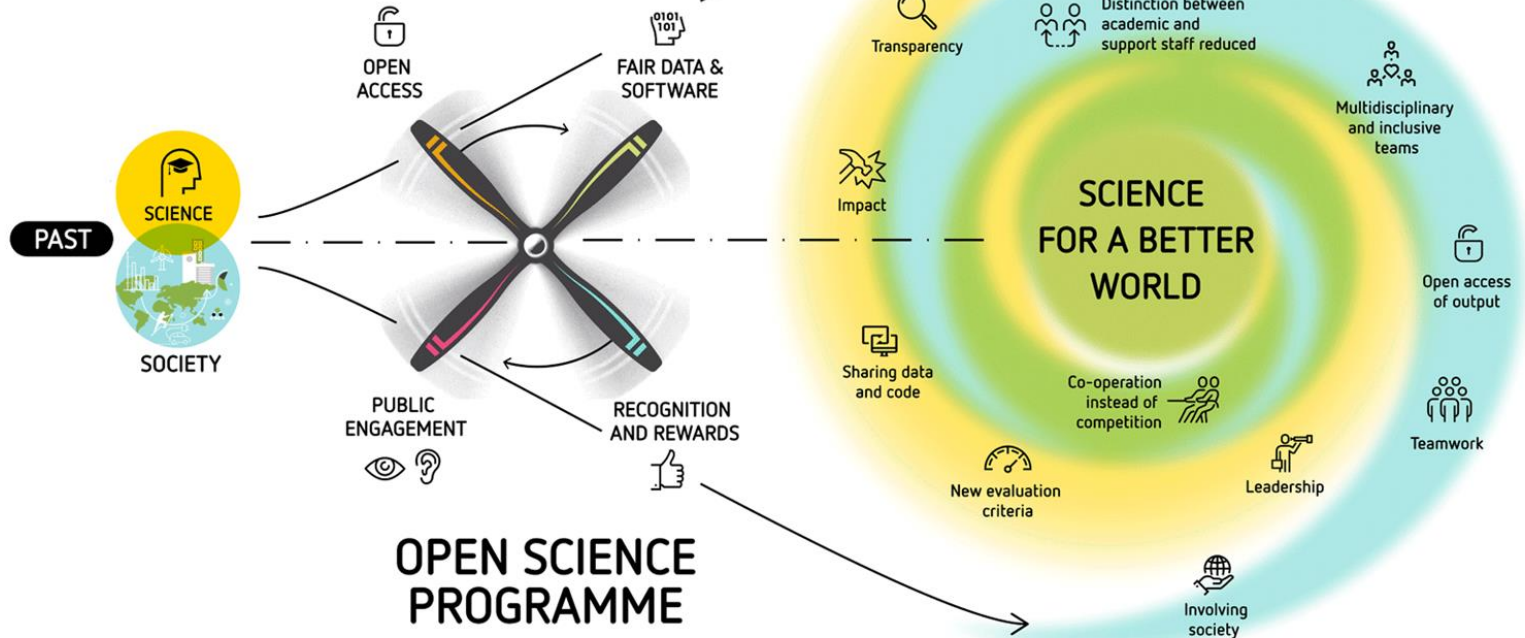 PAST
SCIENCE
SOCIETY
OPEN
ACCESS
0101
101
FAIR DATA &
SOFTWARE
PUBLIC
ENGAGEMENT
RECOGNITION
AND REWARDS
OPEN SCIENCE
PROGRAMME
Transparency
Distinction between
academic and
support staff reduced
Multidisciplinary
and inclusive
teams
Impact
SCIENCE
FOR A BETTER
WORLD
Open access
of output
Sharing data
and code
Co-operation
instead of
competition
Teamwork
New evaluation
criteria
Leadership
Involving
society